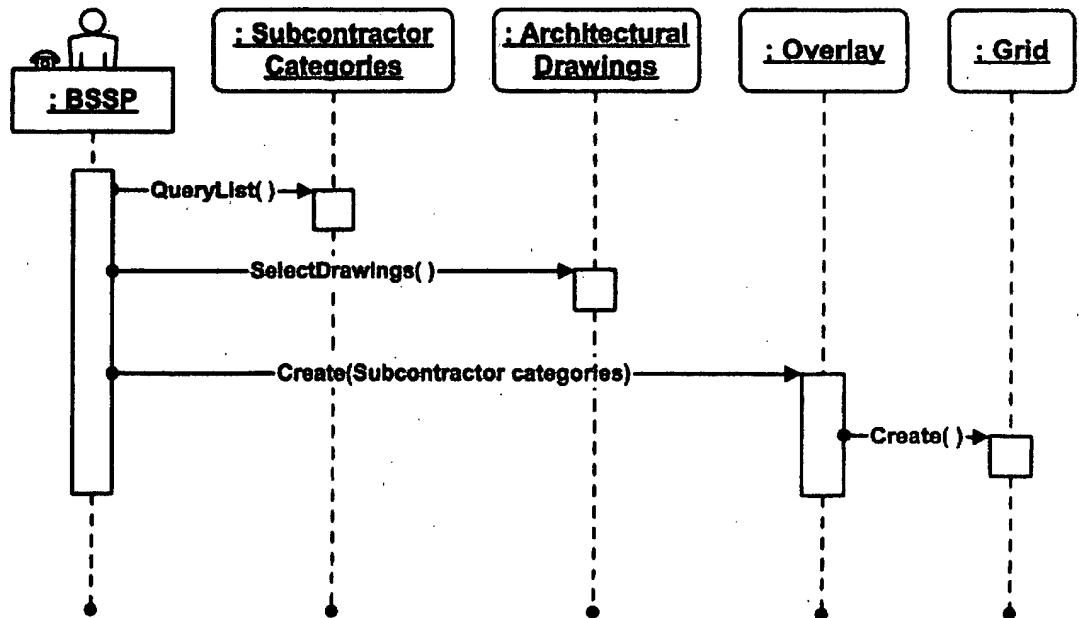 : BSSP
: Subcontractor
Categories
: Architectural
Drawings
: Overlay
: Grid
QueryList( )
SelectDrawings( )
Create(Subcontractor categories)
Create( )